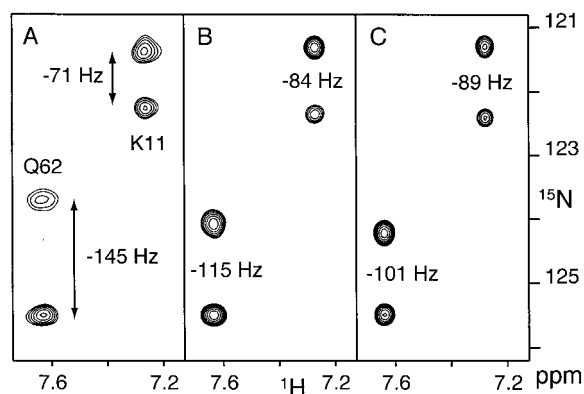 A
B
C
121
-71 Hz
-84 Hz
-89 Hz
K11
123
Q62
15N
-145 Hz
-115 Hz
-101 Hz
125
7.6
7.2
7.6
7.2
7.6
7.2
1H
ppm